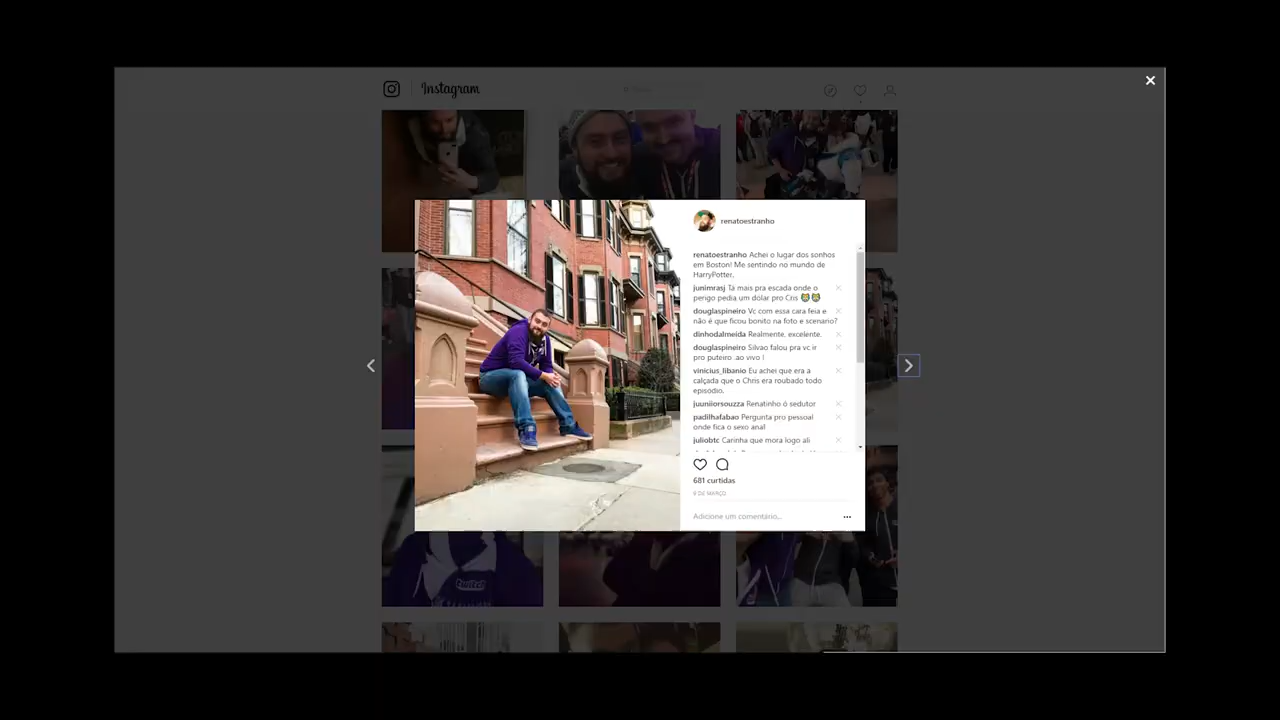 Instagram
renatoestranho
renatoestranho Achei o lugar dos sonhos
em Boston! Me sentindo no mundo de
HarryPotter.
junimrasj Tá mais pra escada onde o
perigo pedia um dólar pro Cris
douglaspineiro Vc com essa cara feia e
não é que ficou bonito na foto e scenario?
dinhodalmeida Realmente, excelente.
douglaspineiro Silvao falou pra vc ir
pro puteiro .ao vivo !
vinicius_libanio Eu achei que era a
calçada que o Chris era roubado todo
episódio.
juuniiorsouzza Renatinho ô sedutor
padilhafabao Pergunta pro pessoal
onde fica o sexo anal
juliobtc Carinha que mora logo ali
681 curtidas
6 DE MARÇO
Adicione um comentário...
twitch